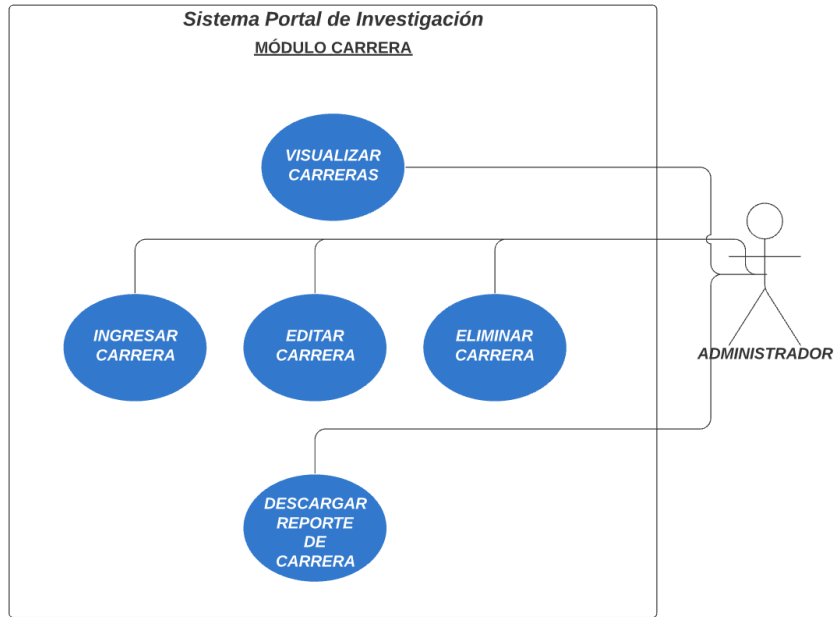 Sistema Portal de Investigación
MÓDULO CARRERA
VISUALIZAR
CARRERAS
INGRESAR
CARRERA
EDITAR
CARRERA
ELIMINAR
CARRERA
ADMINISTRADOR
DESCARGAR
REPORTE
DE
CARRERA